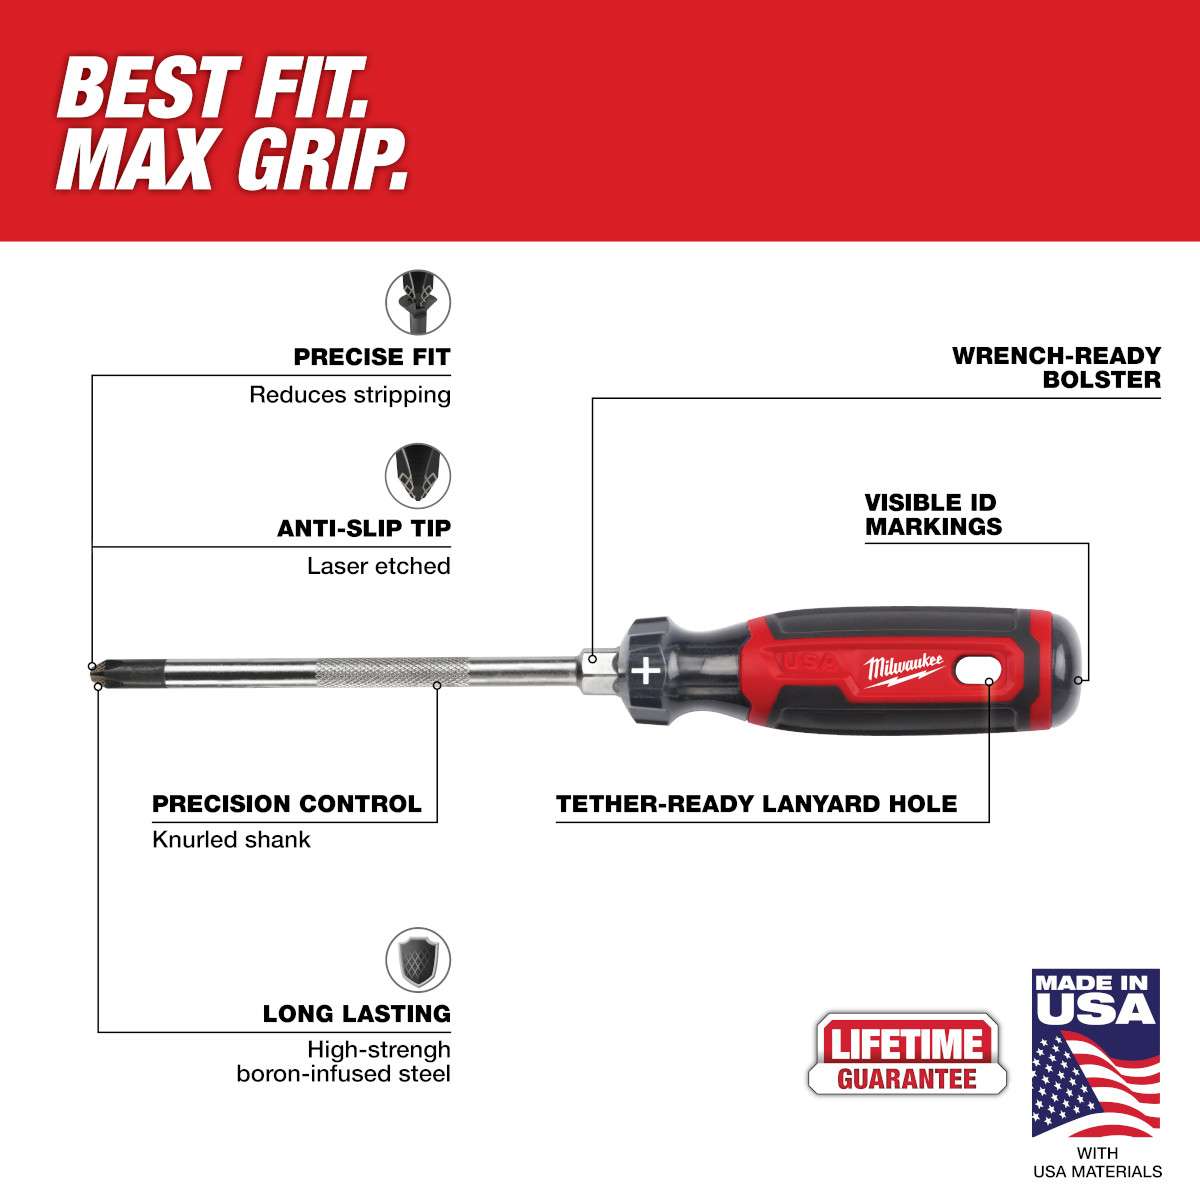 BEST FIT.
MAX GRIP.
PRECISE FIT
Reduces stripping
ANTI-SLIP TIP
Laser etched
WRENCH-READY
BOLSTER
VISIBLE ID
MARKINGS
USA
Milwaukee
PRECISION CONTROL
Knurled shank
TETHER-READY LANYARD HOLE
LONG LASTING
High-strengh
boron-infused steel
LIFETIME
GUARANTEE
MADE IN
USA
WITH
USA MATERIALS